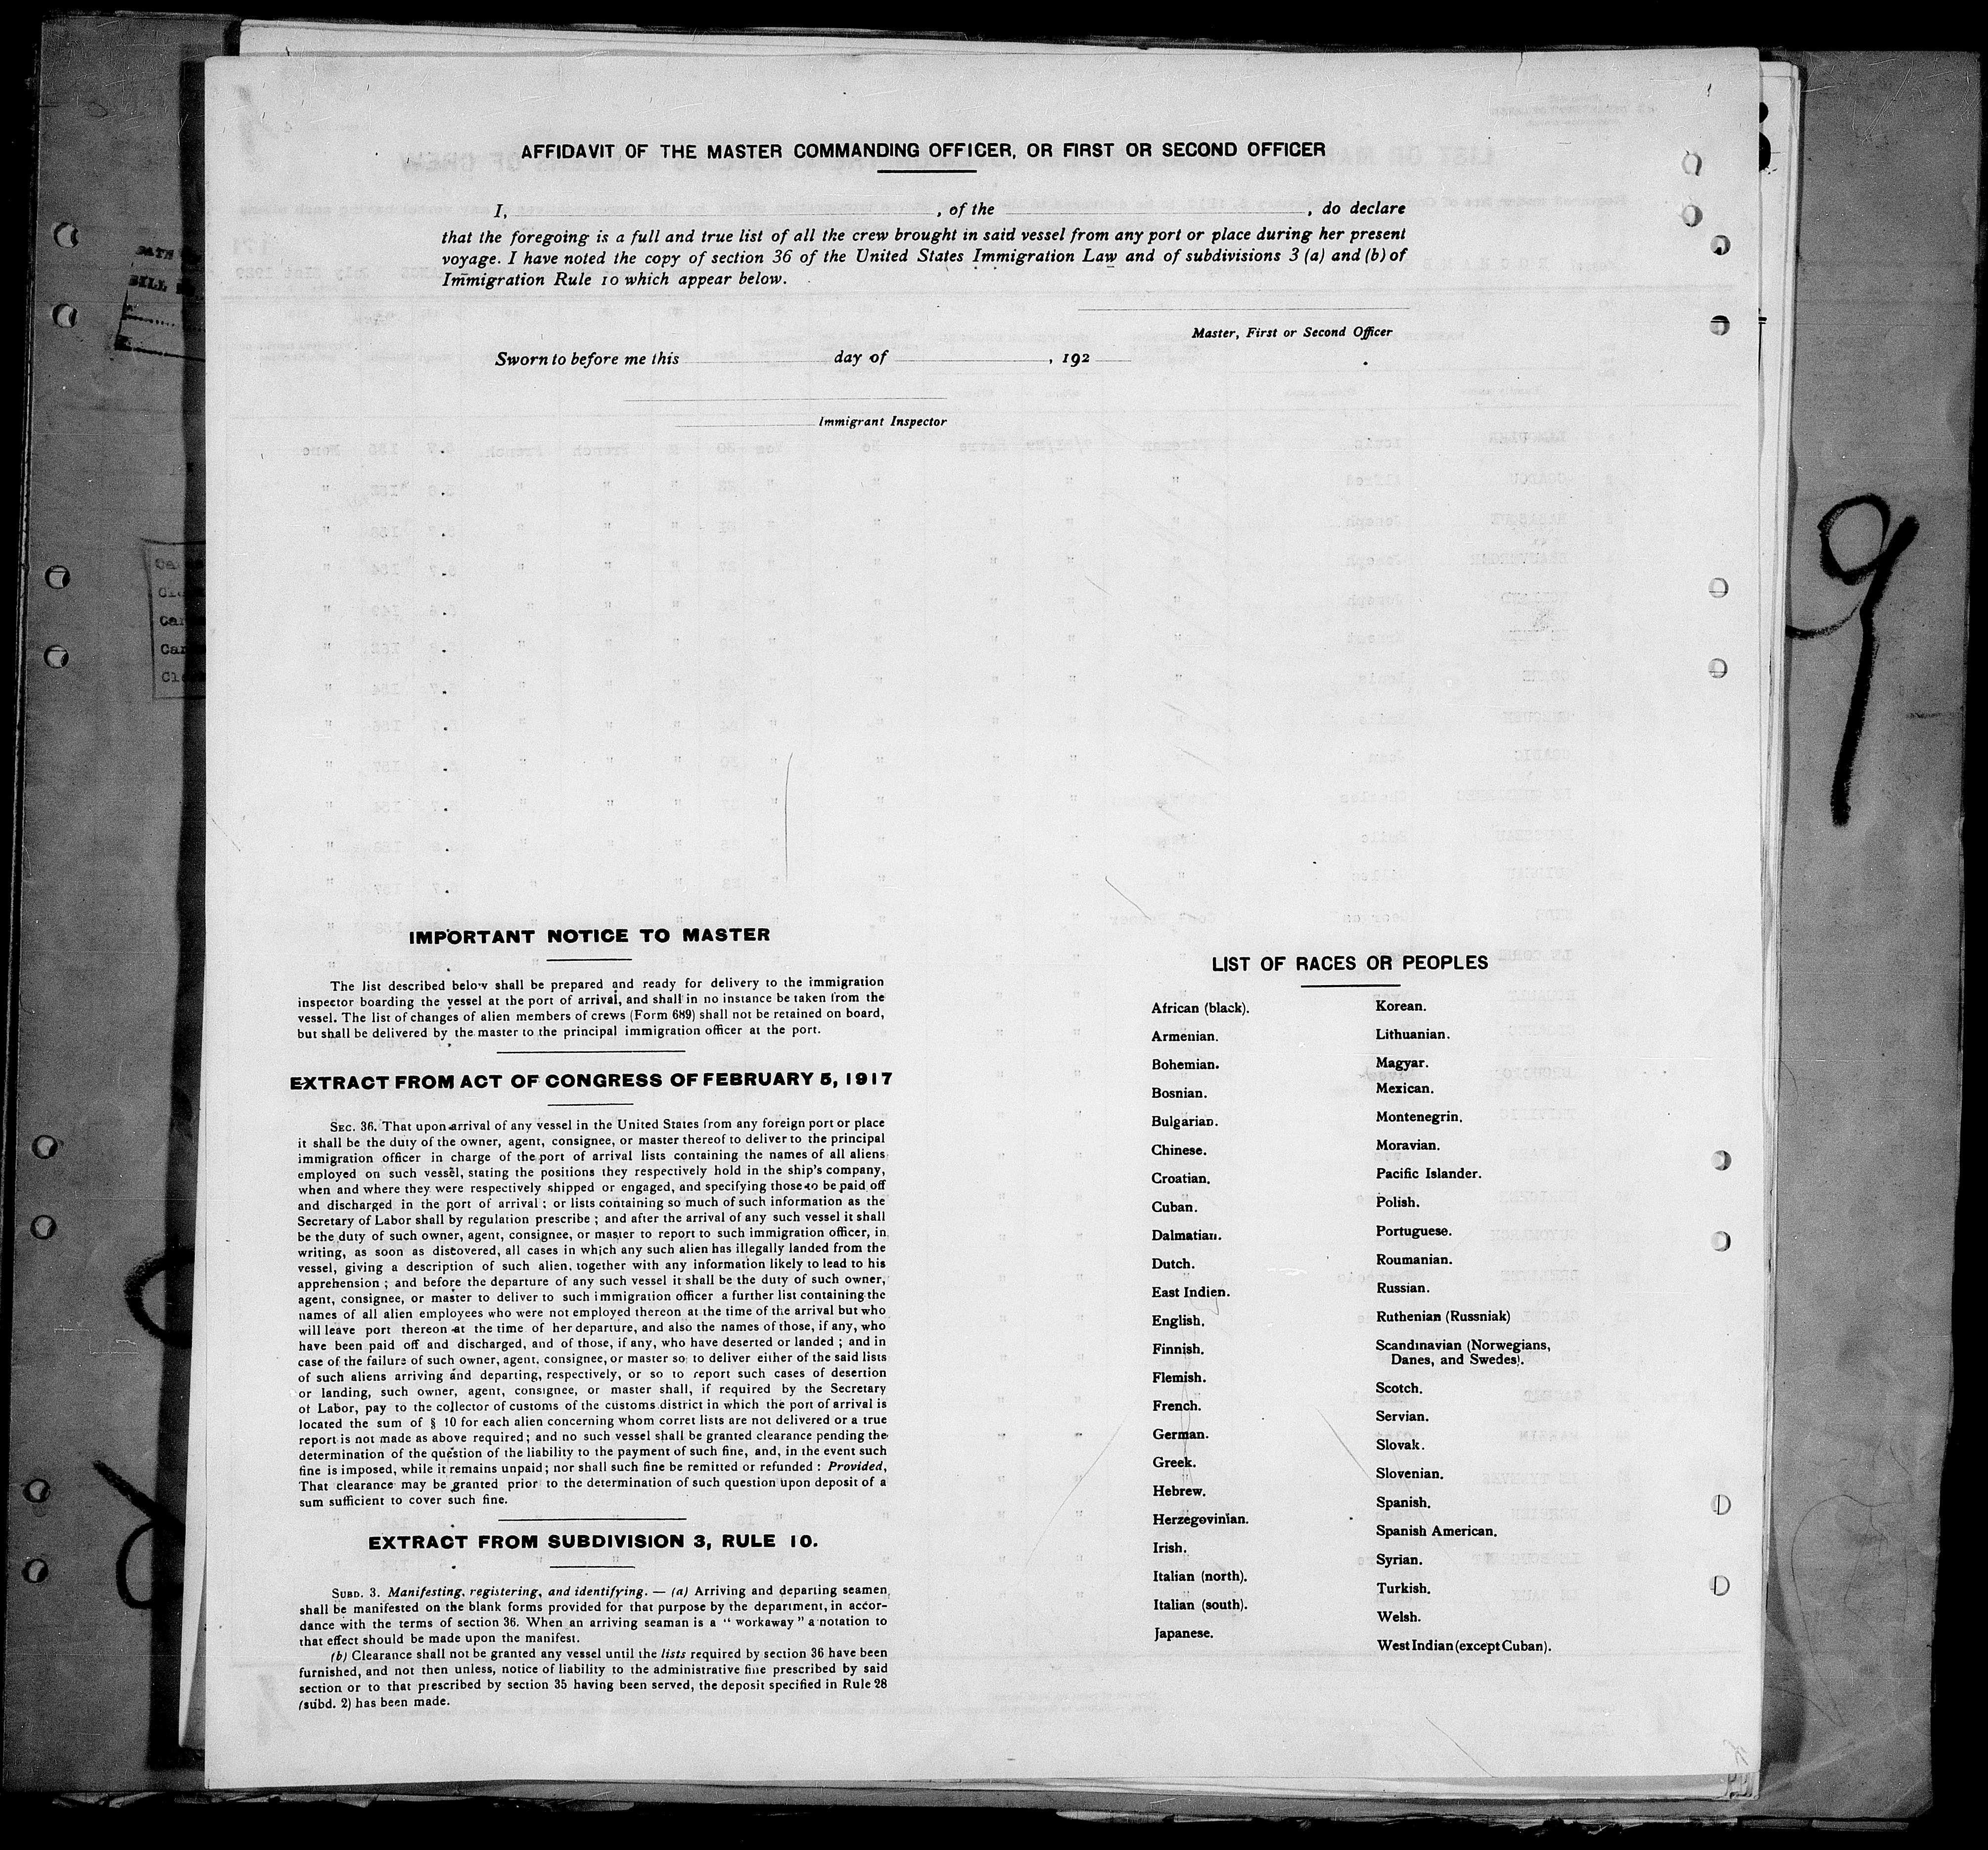 AFFIDAVIT OF THE MASTER COMMANDING OFFICER, OR FIRST OR SECOND OFFICER
I, , of the , do declare
that the foregoing is a full and true list of all the crew brought in said vessel from any port or place during her present
voyage. I have noted the copy of section 36 of the United States Immigration Law and of subdivisions 3 (a) and (b) of
Immigration Rule 10 which appear below.
Master, First or Second Officer
Sworn to before me this day of , 192
Immigrant Inspector
IMPORTANT NOTICE TO MASTER
The list described below shall be prepared and ready for delivery to the immigration
inspector boarding the vessel at the port of arrival, and shall in no instance be taken from the
vessel. The list of changes of alien members of crews (Form 689) shall not be retained on board,
but shall be delivered by the master to the principal immigration officer at the port.
EXTRACT FROM ACT OF CONGRESS OF FEBRUARY 5, 1917
SEC. 36. That upon arrival of any vessel in the United States from any foreign port or place
it shall be the duty of the owner, agent, consignee, or master thereof to deliver to the principal
immigration officer in charge of the port of arrival lists containing the names of all aliens
employed on such vessel, stating the positions they respectively hold in the ship's company,
when and where they were respectively shipped or engaged, and specifying those to be paid off
and discharged in the port of arrival ; or lists containing so much of such information as the
Secretary of Labor shall by regulation prescribe ; and after the arrival of any such vessel it shall
be the duty of such owner, agent, consignee, or master to report to such immigration officer, in
writing, as soon as discovered, all cases in which any such alien has illegally landed from the
vessel, giving a description of such alien, together with any information likely to lead to his
apprehension ; and before the departure of any such vessel it shall be the duty of such owner,
agent, consignee, or master to deliver to such immigration officer a further list containing the
names of all alien employees who were not employed thereon at the time of the arrival but who
will leave port thereon at the time of her departure, and also the names of those, if any, who
have been paid off and discharged, and of those, if any, who have deserted or landed ; and in
case of the failure of such owner, agent, consignee, or master so to deliver either of the said lists
of such aliens arriving and departing, respectively, or so to report such cases of desertion
or landing, such owner, agent, consignee, or master shall, if required by the Secretary
of Labor, pay to the collector of customs of the customs district in which the port of arrival is
located the sum of § 10 for each alien concerning whom corret lists are not delivered or a true
report is not made as above required; and no such vessel shall be granted clearance pending the
determination of the question of the liability to the payment of such fine, and, in the event such
fine is imposed, while it remains unpaid; nor shall such fine be remitted or refunded : Provided,
That clearance may be granted prior to the determination of such question upon deposit of a
sum sufficient to cover such fine.
EXTRACT FROM SUBDIVISION 3, RULE 10.
SUBD. 3. Manifesting, registering, and identifying. — (a) Arriving and departing seamen
shall be manifested on the blank forms provided for that purpose by the department, in accor-
dance with the terms of section 36. When an arriving seaman is a "workaway" a notation to
that effect should be made upon the manifest.
(b) Clearance shall not be granted any vessel until the lists required by section 36 have been
furnished, and not then unless, notice of liability to the administrative fine prescribed by said
section or to that prescribed by section 35 having been served, the deposit specified in Rule 28
(subd. 2) has been made.
LIST OF RACES OR PEOPLES
African (black).
Armenian.
Bohemian.
Bosnian.
Bulgarian.
Chinese.
Croatian.
Cuban.
Dalmatian.
Dutch.
East Indien.
English.
Finnish.
Flemish.
French.
German.
Greek.
Hebrew.
Herzegovinian.
Irish.
Italian (north).
Italian (south).
Japanese.
Korean.
Lithuanian.
Magyar.
Mexican.
Montenegrin.
Moravian.
Pacific Islander.
Polish.
Portuguese.
Roumanian.
Russian.
Ruthenian (Russniak)
Scandinavian (Norwegians,
Danes, and Swedes).
Scotch.
Servian.
Slovak.
Slovenian.
Spanish.
Spanish American.
Syrian.
Turkish.
Welsh.
West Indian (except Cuban).
9